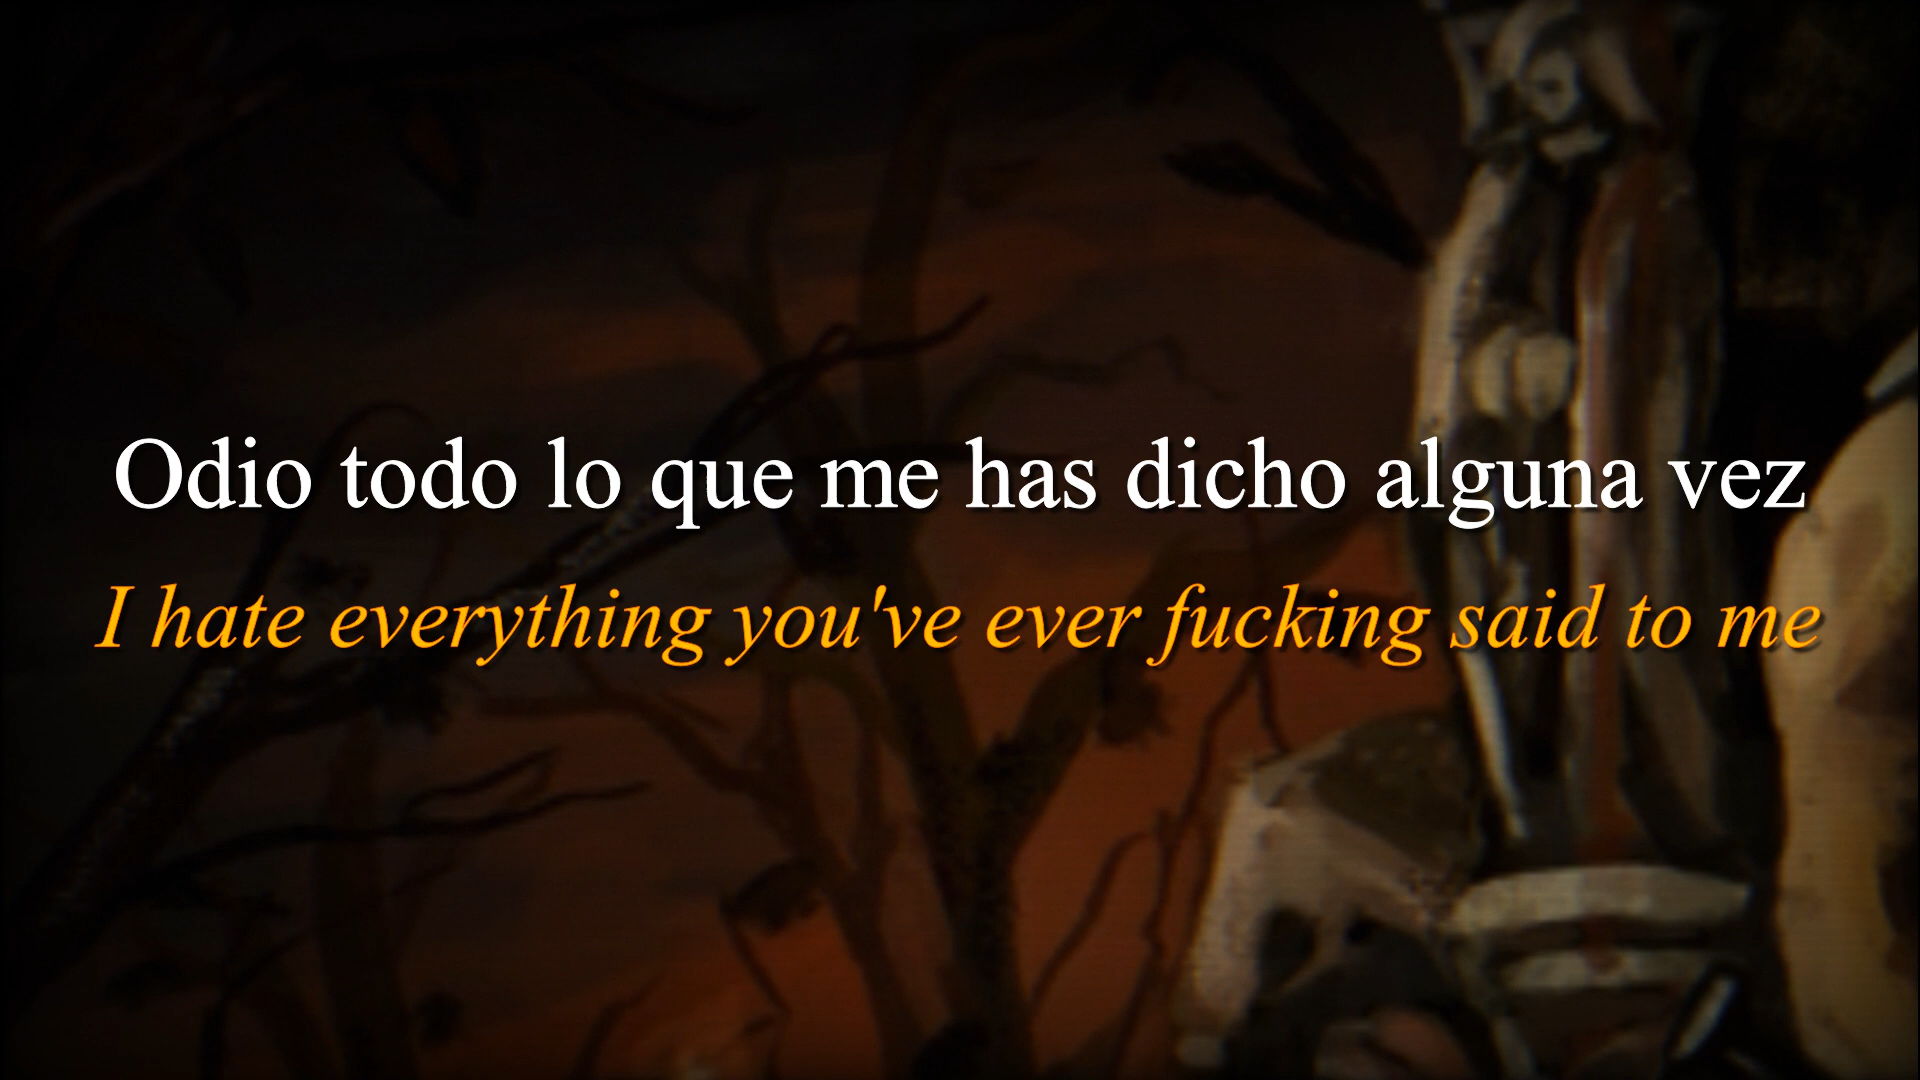 Odio todo lo que me has dicho alguna vez
I hate everything you've ever fucking said to me